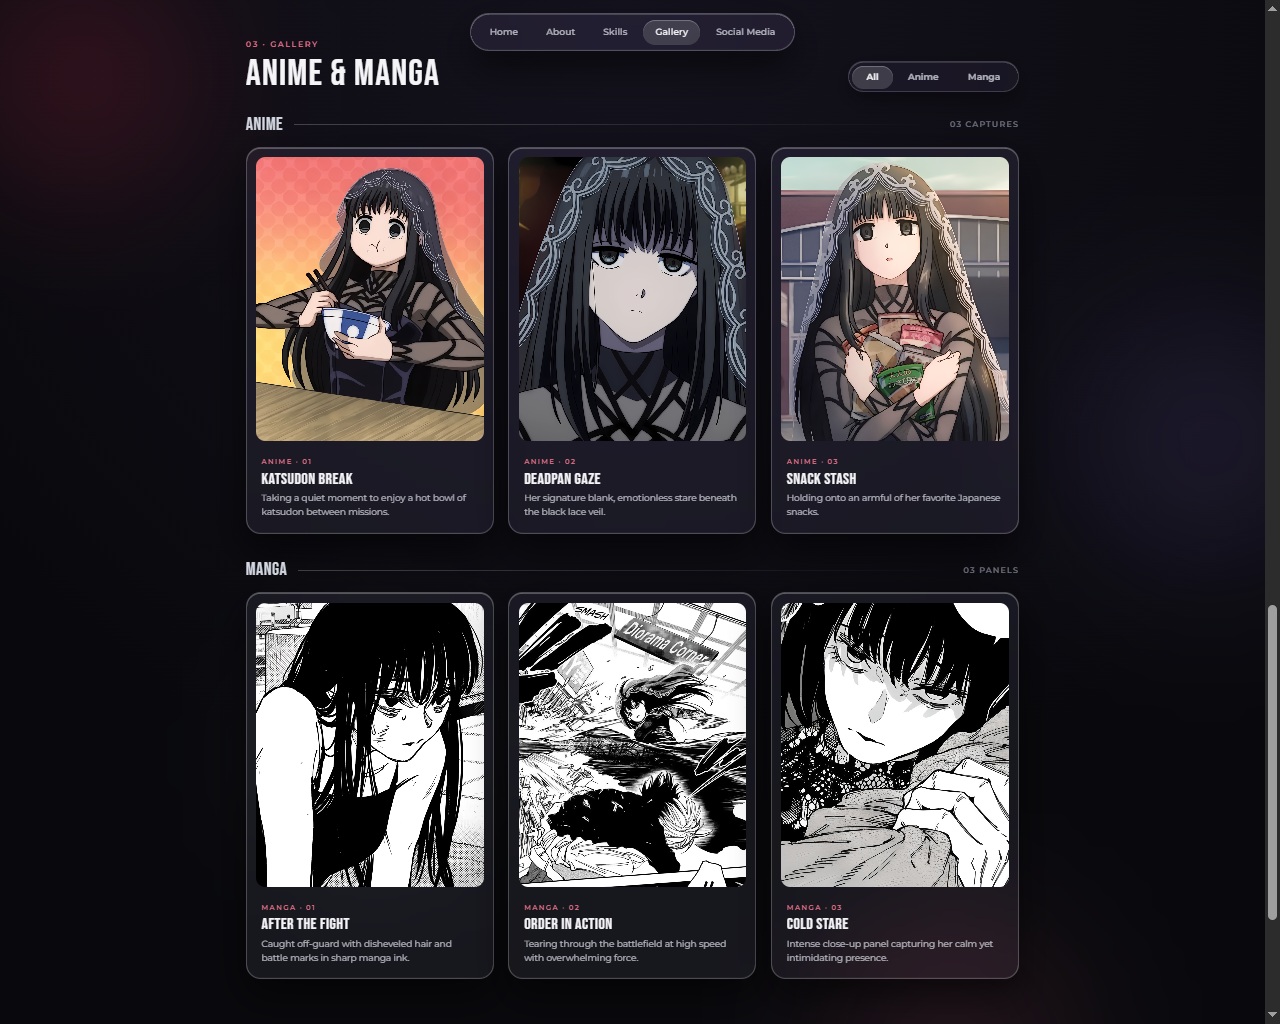 Home
About
Skills
Gallery
Social Media
03 · GALLERY
ANIME & MANGA
All
Anime
Manga
ANIME
03 CAPTURES
ANIME · 01
KATSUDON BREAK
Taking a quiet moment to enjoy a hot bowl of
katsudon between missions.
ANIME · 02
DEADPAN GAZE
Her signature blank, emotionless stare beneath
the black lace veil.
ANIME · 03
SNACK STASH
Holding onto an armful of her favorite Japanese
snacks.
MANGA
03 PANELS
SMASH
Diorama Corner
MANGA · 01
AFTER THE FIGHT
Caught off-guard with disheveled hair and
battle marks in sharp manga ink.
MANGA · 02
ORDER IN ACTION
Tearing through the battlefield at high speed
with overwhelming force.
MANGA · 03
COLD STARE
Intense close-up panel capturing her calm yet
intimidating presence.